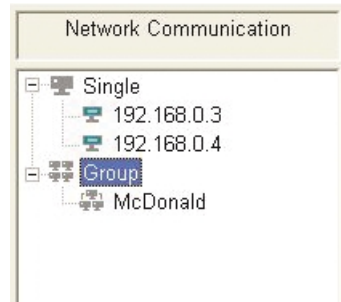 Network Communication
Single
192.168.0.3
192.168.0.4
Group
McDonald